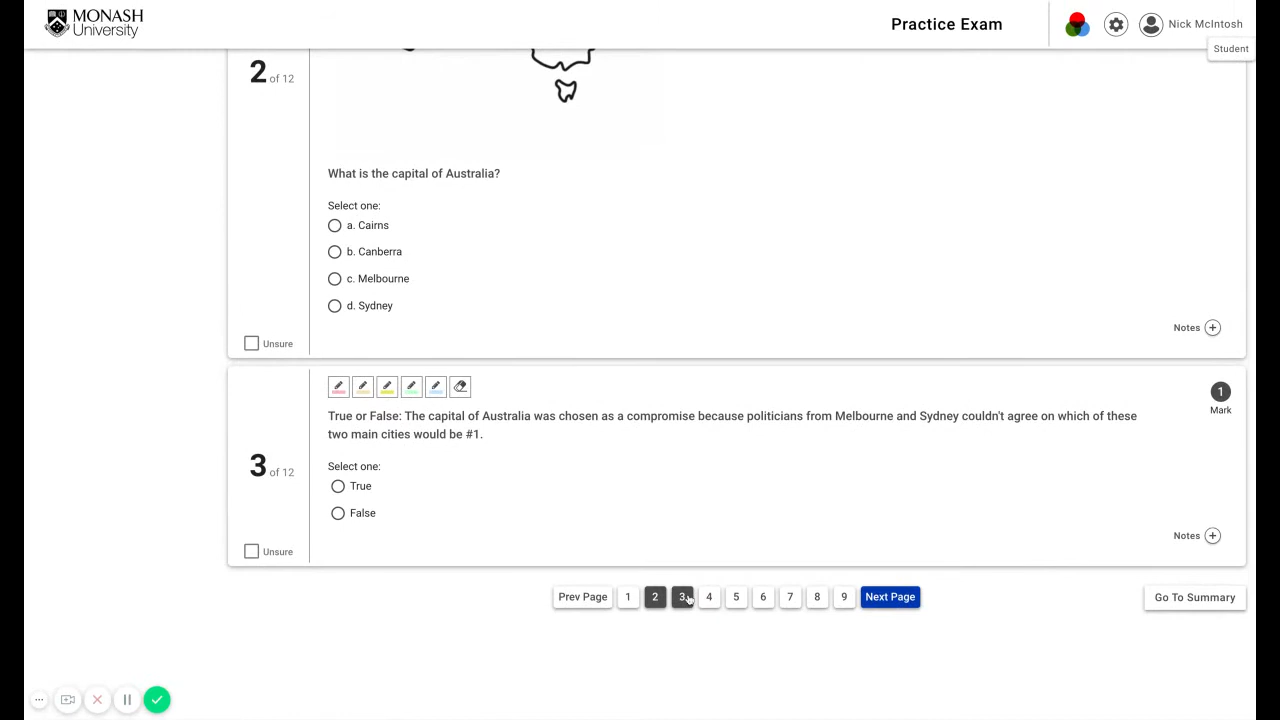 MONASH
University
Practice Exam
Nick McIntosh
Student
2 of 12
What is the capital of Australia?
Select one:
a. Cairns
b. Canberra
c. Melbourne
d. Sydney
Notes
Unsure
True or False: The capital of Australia was chosen as a compromise because politicians from Melbourne and Sydney couldn't agree on which of these
two main cities would be #1.
1
Mark
3 of 12
Select one:
True
False
Notes
Unsure
Prev Page 1 2 3 4 5 6 7 8 9 Next Page
Go To Summary